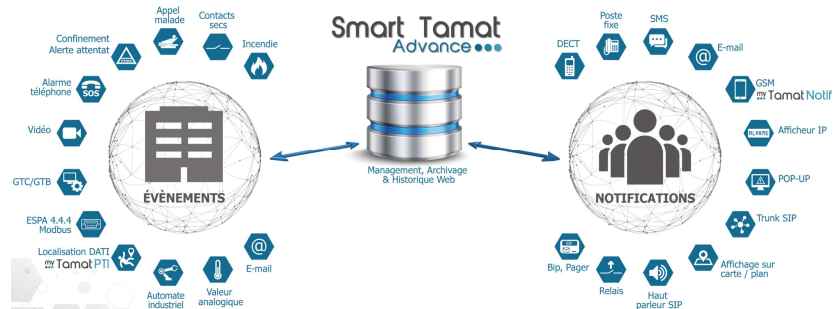 Smart Tamat
Advance
Management, Archivage
& Historique Web
ÉVÈNEMENTS
Incendie
Contacts
secs
Appel
malade
Confinement
Alerte attentat
Alarme
téléphone
SOS
Vidéo
GTC/GTB
ESPA 4.4.4
Modbus
Localisation DATI
my Tamat PTI
Automate
industriel
Valeur
analogique
@
E-mail
NOTIFICATIONS
DECT
Poste
fixe
SMS
@
E-mail
GSM
my Tamat Notif
ALARME
Afficheur IP
POP-UP
Trunk SIP
Affichage sur
carte / plan
Haut
parleur SIP
Relais
Bip, Pager